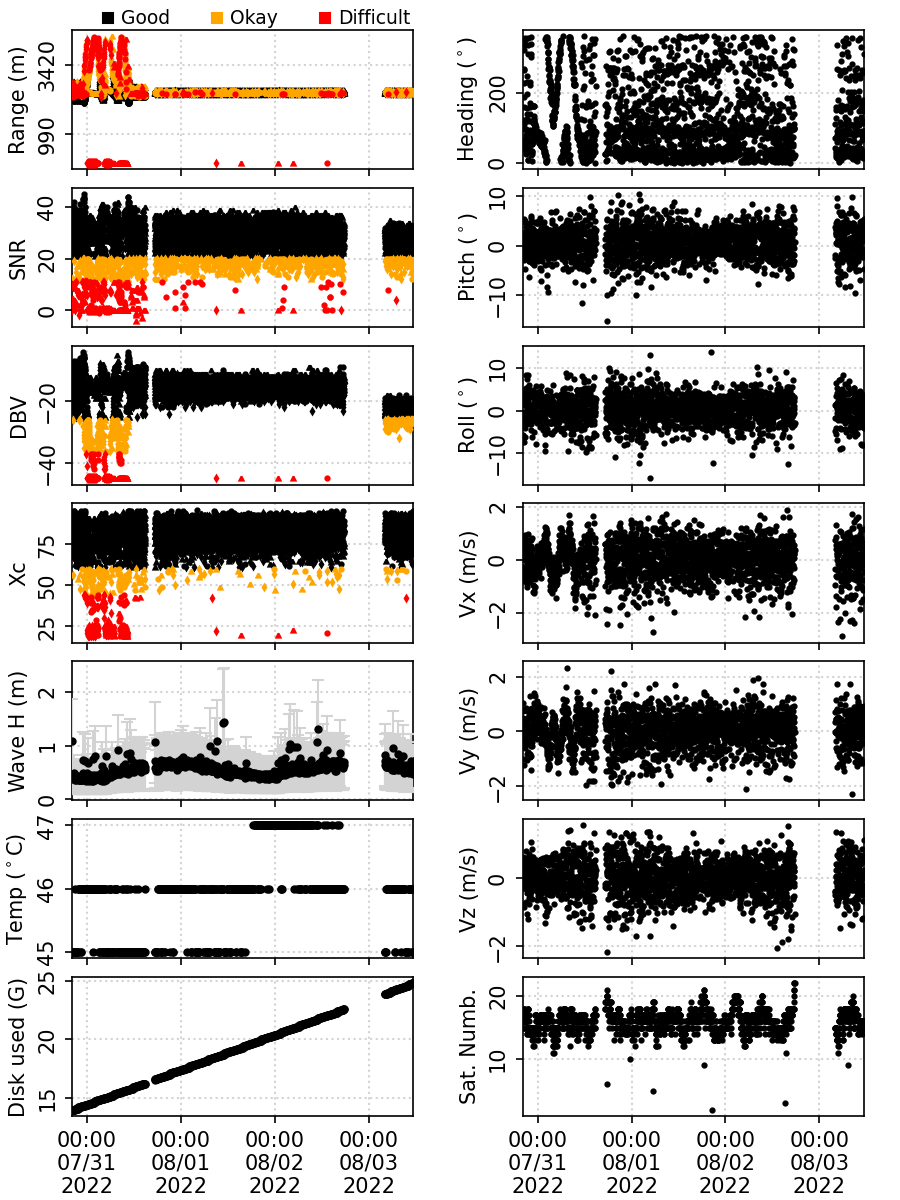 Good Okay Difficult
Range (m)
3420
990
SNR
40
20
0
DBV
−20
−40
Xc
75
50
25
Wave H (m)
2
1
0
Temp (°C)
47
46
45
Disk used (G)
25
20
15
00:00 00:00 00:00 00:00
07/31 08/01 08/02 08/03
2022 2022 2022 2022
Heading (°)
200
0
Pitch (°)
10
0
−10
Roll (°)
10
0
−10
Vx (m/s)
2
0
−2
Vy (m/s)
2
0
−2
Vz (m/s)
0
−2
Sat. Numb.
20
10
00:00 00:00 00:00 00:00
07/31 08/01 08/02 08/03
2022 2022 2022 2022